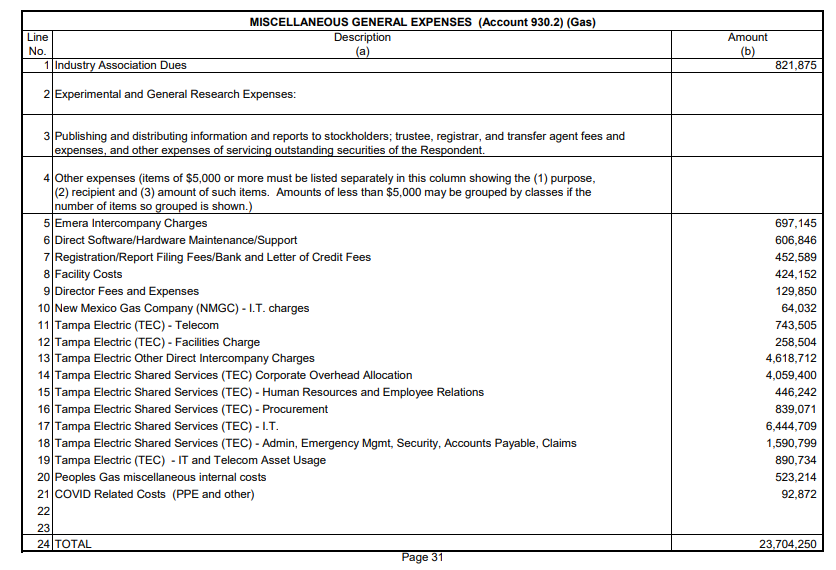 MISCELLANEOUS GENERAL EXPENSES (Account 930.2) (Gas)
Line Description Amount
No. (a) (b)
1 Industry Association Dues 821,875
2 Experimental and General Research Expenses:
3 Publishing and distributing information and reports to stockholders; trustee, registrar, and transfer agent fees and
expenses, and other expenses of servicing outstanding securities of the Respondent.
4 Other expenses (items of $5,000 or more must be listed separately in this column showing the (1) purpose,
(2) recipient and (3) amount of such items. Amounts of less than $5,000 may be grouped by classes if the
number of items so grouped is shown.)
5 Emera Intercompany Charges 697,145
6 Direct Software/Hardware Maintenance/Support 606,846
7 Registration/Report Filing Fees/Bank and Letter of Credit Fees 452,589
8 Facility Costs 424,152
9 Director Fees and Expenses 129,850
10 New Mexico Gas Company (NMGC) - I.T. charges 64,032
11 Tampa Electric (TEC) - Telecom 743,505
12 Tampa Electric (TEC) - Facilities Charge 258,504
13 Tampa Electric Other Direct Intercompany Charges 4,618,712
14 Tampa Electric Shared Services (TEC) Corporate Overhead Allocation 4,059,400
15 Tampa Electric Shared Services (TEC) - Human Resources and Employee Relations 446,242
16 Tampa Electric Shared Services (TEC) - Procurement 839,071
17 Tampa Electric Shared Services (TEC) - I.T. 6,444,709
18 Tampa Electric Shared Services (TEC) - Admin, Emergency Mgmt, Security, Accounts Payable, Claims 1,590,799
19 Tampa Electric (TEC) - IT and Telecom Asset Usage 890,734
20 Peoples Gas miscellaneous internal costs 523,214
21 COVID Related Costs (PPE and other) 92,872
22
23
24 TOTAL 23,704,250
Page 31